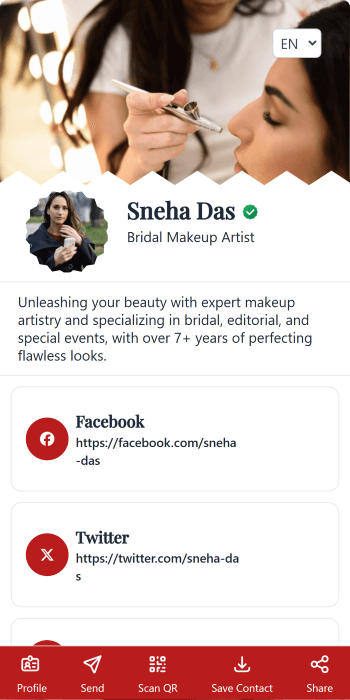 EN
Sneha Das
Bridal Makeup Artist
Unleashing your beauty with expert makeup
artistry and specializing in bridal, editorial, and
special events, with over 7+ years of perfecting
flawless looks.
Facebook
https://facebook.com/sneha
-das
Twitter
https://twitter.com/sneha-da
s
Profile
Send
Scan QR
Save Contact
Share